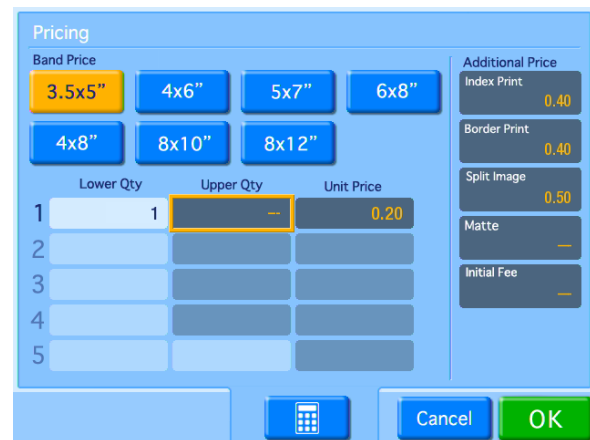 Pricing
Band Price
3.5x5” 4x6” 5x7” 6x8”
4x8” 8x10” 8x12”
Lower Qty Upper Qty Unit Price
1 1 --- 0.20
2
3
4
5
Additional Price
Index Print
0.40
Border Print
0.40
Split Image
0.50
Matte
---
Initial Fee
---
Cancel OK